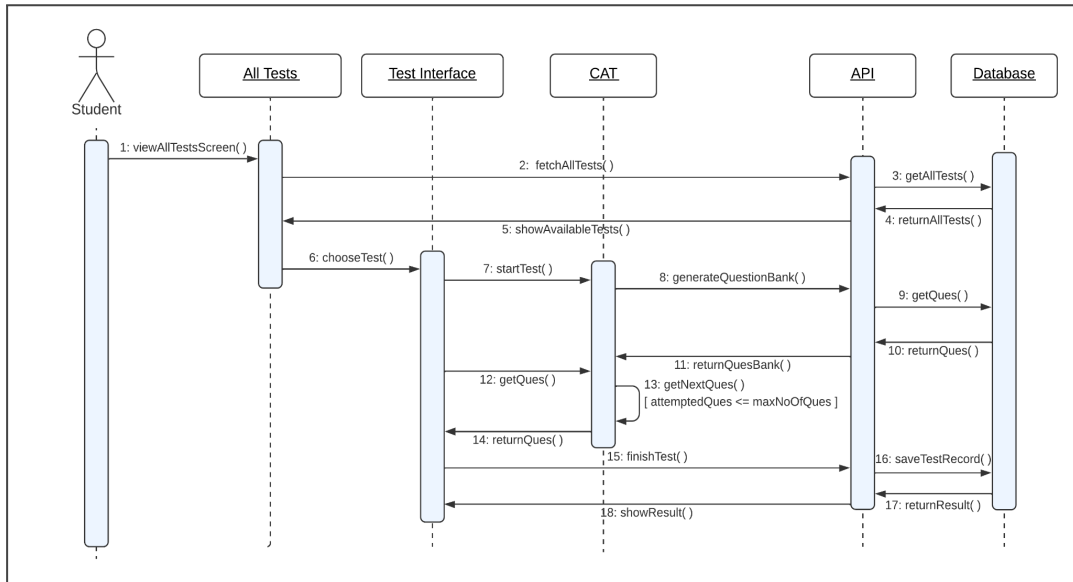 Student
All Tests
Test Interface
CAT
API
Database
1: viewAllTestsScreen( )
2:  fetchAllTests( )
3: getAllTests( )
4: returnAllTests( )
5: showAvailableTests( )
6: chooseTest( )
7: startTest( )
8: generateQuestionBank( )
9: getQues( )
10: returnQues( )
11: returnQuesBank( )
12: getQues( )
13: getNextQues( )
[ attemptedQues <= maxNoOfQues ]
14: returnQues( )
15: finishTest( )
16: saveTestRecord( )
17: returnResult( )
18: showResult( )